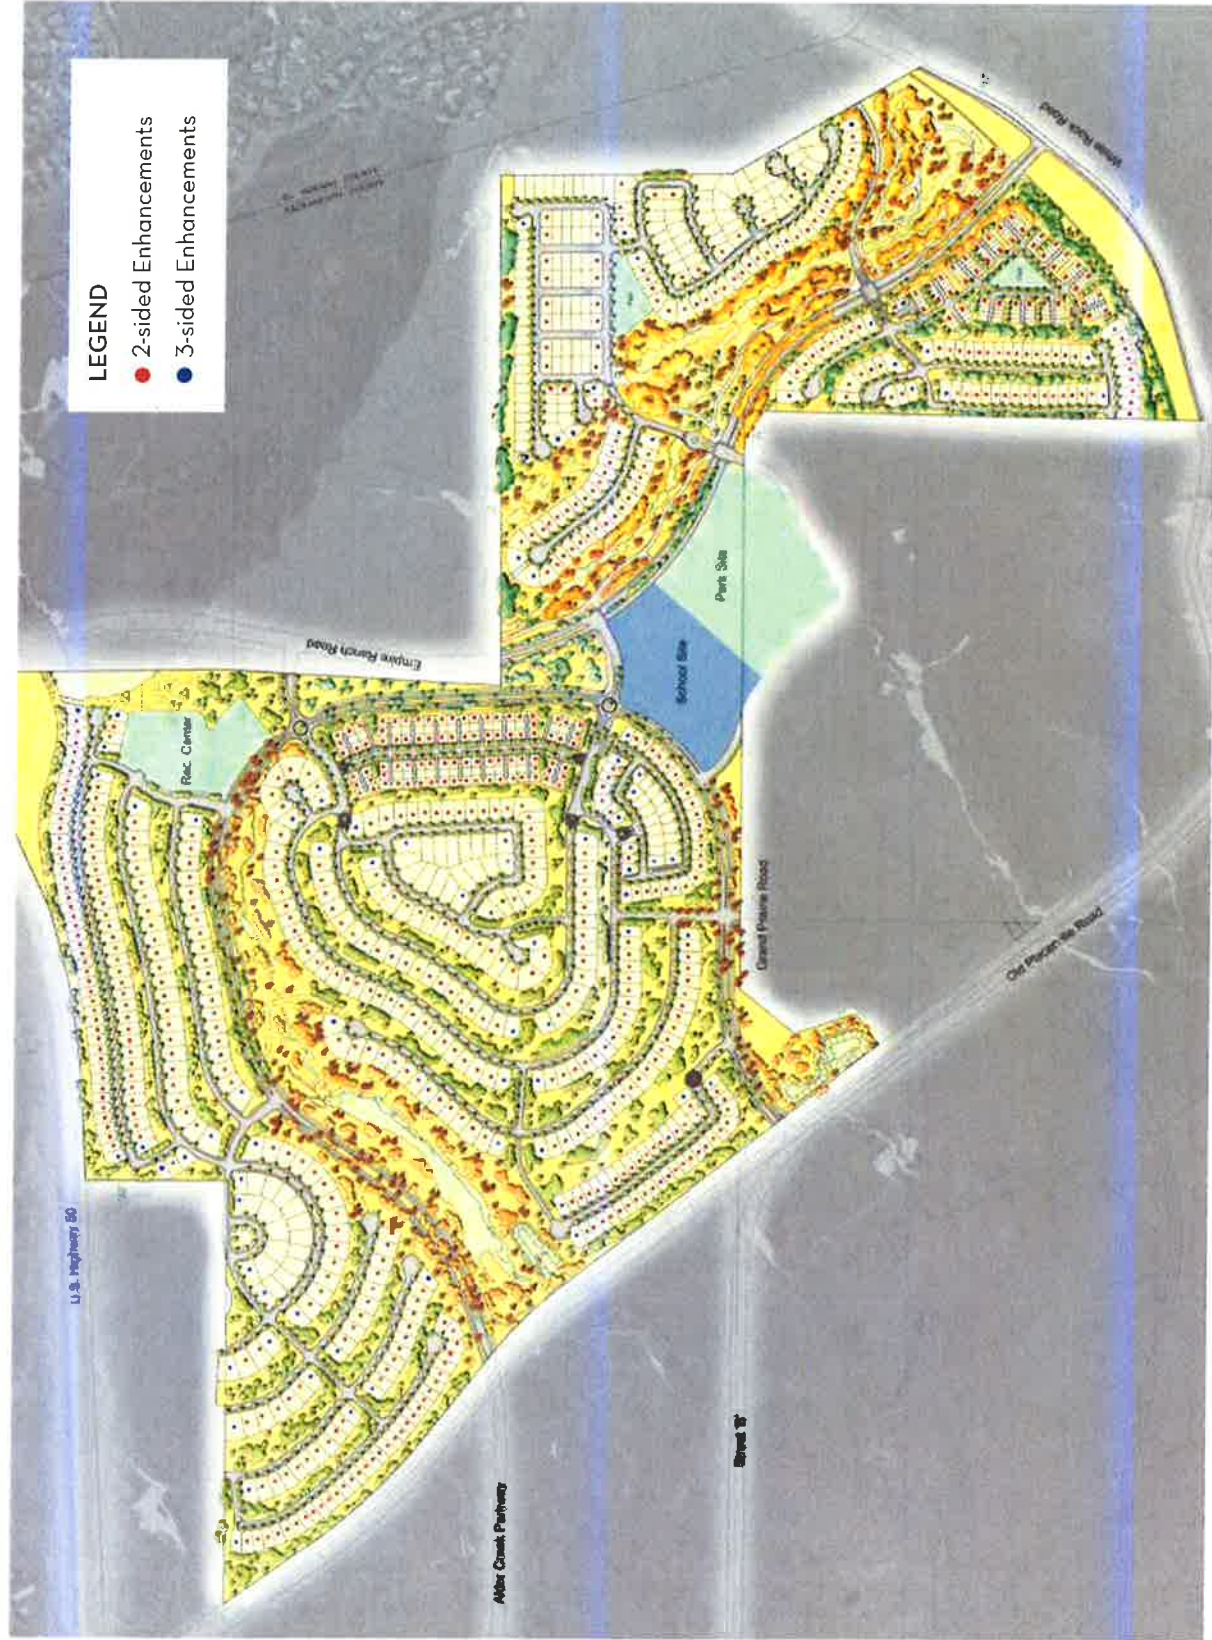 LEGEND
2-sided Enhancements
3-sided Enhancements
White Rock Road
Empire Ranch Road
Park Site
School Site
Rec. Center
Grand Prairie Road
Old Placerville Road
U.S. Highway 50
Alder Creek Parkway
Street 'B'